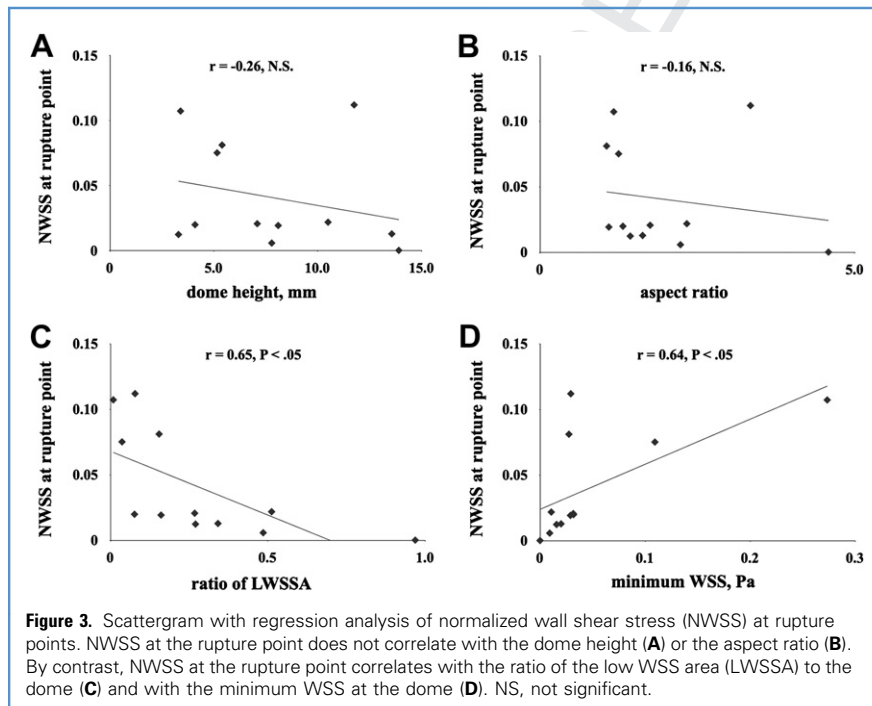 A
B
0.15
r = -0.26, N.S.
0.10
0.05
0
0
5.0
10.0
15.0
NWSS at rupture point
dome height, mm
0.15
r = -0.16, N.S.
0.10
0.05
0
0
5.0
NWSS at rupture point
aspect ratio
C
D
0.15
r = 0.65, P < .05
0.10
0.05
0
0
0.5
1.0
NWSS at rupture point
ratio of LWSSA
0.15
r = 0.64, P < .05
0.10
0.05
0
0
0.1
0.2
0.3
NWSS at rupture point
minimum WSS, Pa
Figure 3. Scattergram with regression analysis of normalized wall shear stress (NWSS) at rupture
points. NWSS at the rupture point does not correlate with the dome height (A) or the aspect ratio (B).
By contrast, NWSS at the rupture point correlates with the ratio of the low WSS area (LWSSA) to the
dome (C) and with the minimum WSS at the dome (D). NS, not significant.